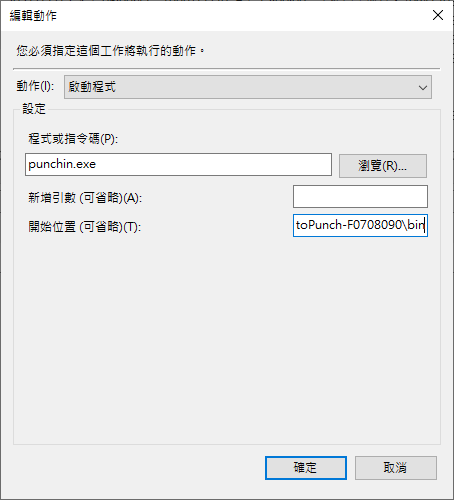 編輯動作
您必須指定這個工作將執行的動作。
動作(I): 啟動程式
設定
程式或指令碼(P):
punchin.exe 瀏覽(R)...
新增引數 (可省略)(A):
開始位置 (可省略)(T): toPunch-F0708090\bin
確定 取消